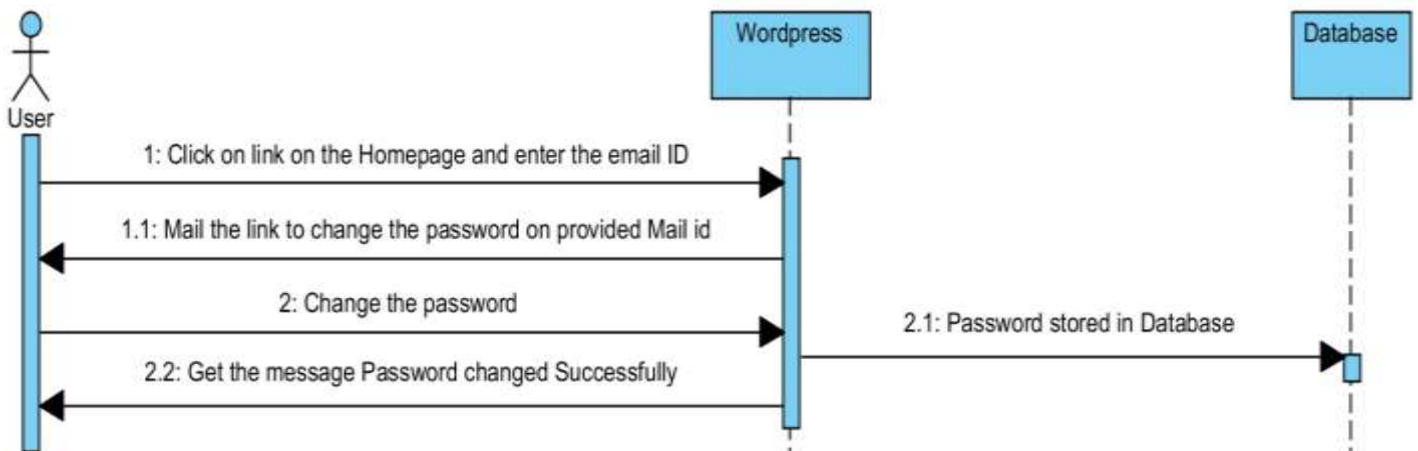 Wordpress
Database
User
1: Click on link on the Homepage and enter the email ID
1.1: Mail the link to change the password on provided Mail id
2: Change the password
2.1: Password stored in Database
2.2: Get the message Password changed Successfully